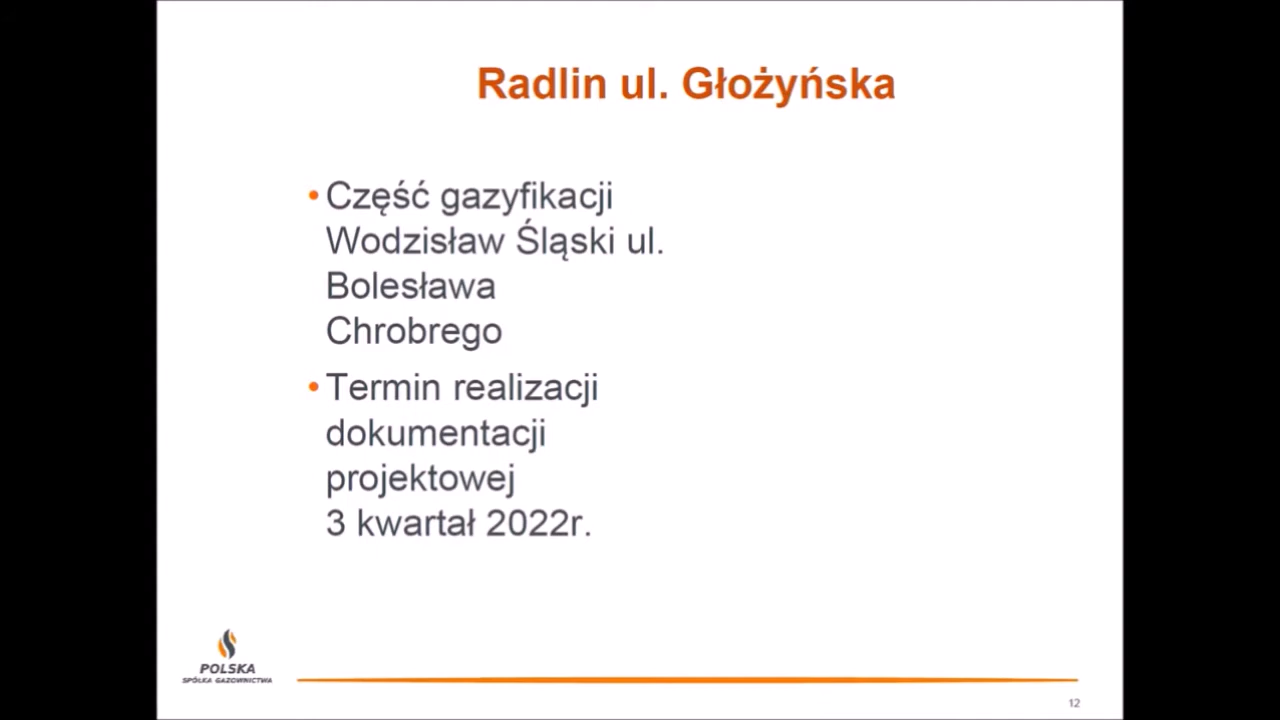 Radlin ul. Głożyńska
•Część gazyfikacji
Wodzisław Śląski ul.
Bolesława
Chrobrego
•Termin realizacji
dokumentacji
projektowej
3 kwartał 2022r.
POLSKA
SPÓŁKA GAZOWNICTWA
12